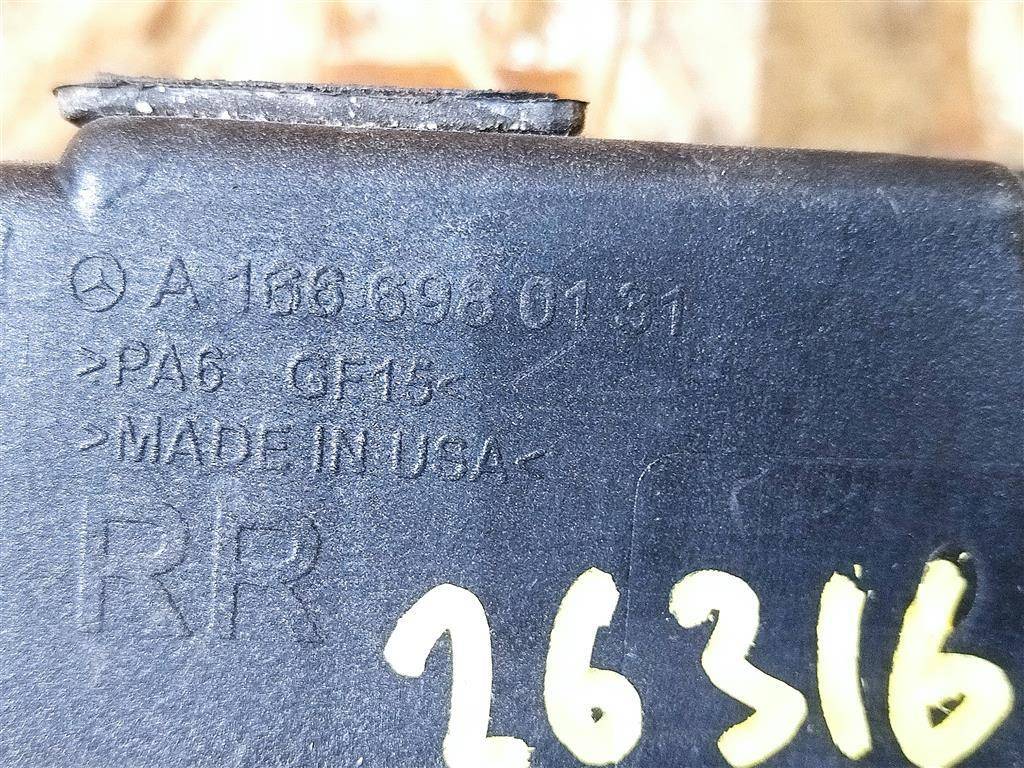 A 166 698 01 31
>PA6 GF15<
>MADE IN USA<
RR
26316